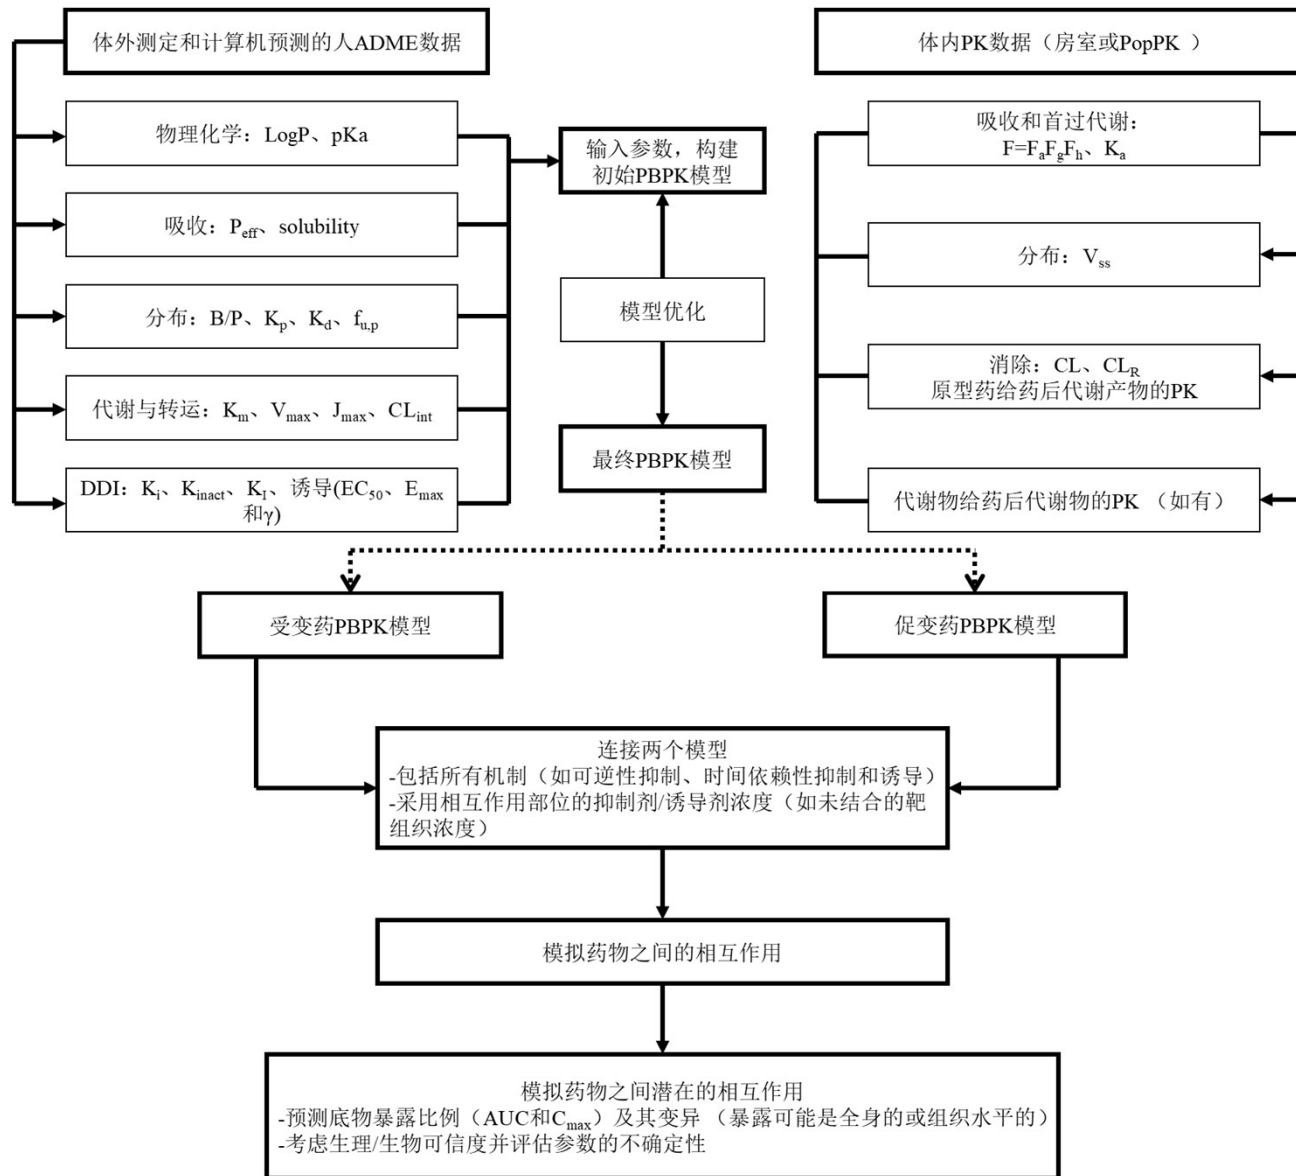 体外测定和计算机预测的人ADME数据
体内PK数据（房室或PopPK ）
物理化学：LogP、pKa
吸收：Peff、solubility
分布：B/P、Kp、Kd、fu,p
代谢与转运：Km、Vmax、Jmax、CLint
DDI：Ki、Kinact、KI、诱导(EC50、Emax
和γ)
输入参数，构建
初始PBPK模型
模型优化
最终PBPK模型
吸收和首过代谢：
F=FaFgFh、Ka
分布：Vss
消除：CL、CLR
原型药给药后代谢产物的PK
代谢物给药后代谢物的PK （如有）
受变药PBPK模型
促变药PBPK模型
连接两个模型
-包括所有机制（如可逆性抑制、时间依赖性抑制和诱导）
-采用相互作用部位的抑制剂/诱导剂浓度（如未结合的靶
组织浓度）
模拟药物之间的相互作用
模拟药物之间潜在的相互作用
-预测底物暴露比例（AUC和Cmax）及其变异 （暴露可能是全身的或组织水平的）
-考虑生理/生物可信度并评估参数的不确定性